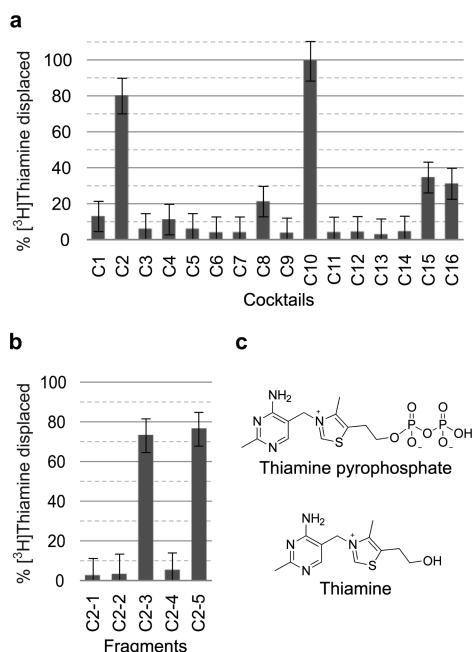 a
% [³H]Thiamine displaced
100
80
60
40
20
0
C1 C2 C3 C4 C5 C6 C7 C8 C9 C10 C11 C12 C13 C14 C15 C16
Cocktails
b
% [³H]Thiamine displaced
100
80
60
40
20
0
C2-1 C2-2 C2-3 C2-4 C2-5
Fragments
c
NH₂
N
N
N
+
S
O
O
O
P
O
P
OH
O⁻
O⁻
Thiamine pyrophosphate
NH₂
N
N
N
+
S
OH
Thiamine